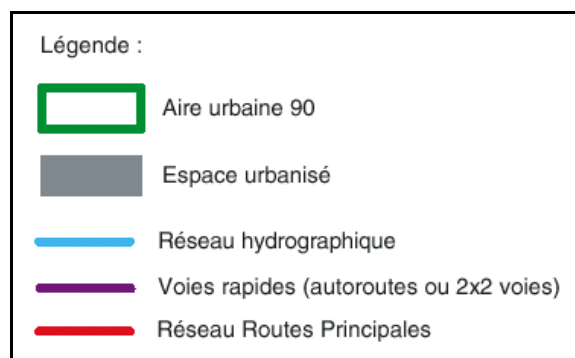 Légende :
Aire urbaine 90
Espace urbanisé
Réseau hydrographique
Voies rapides (autoroutes ou 2x2 voies)
Réseau Routes Principales